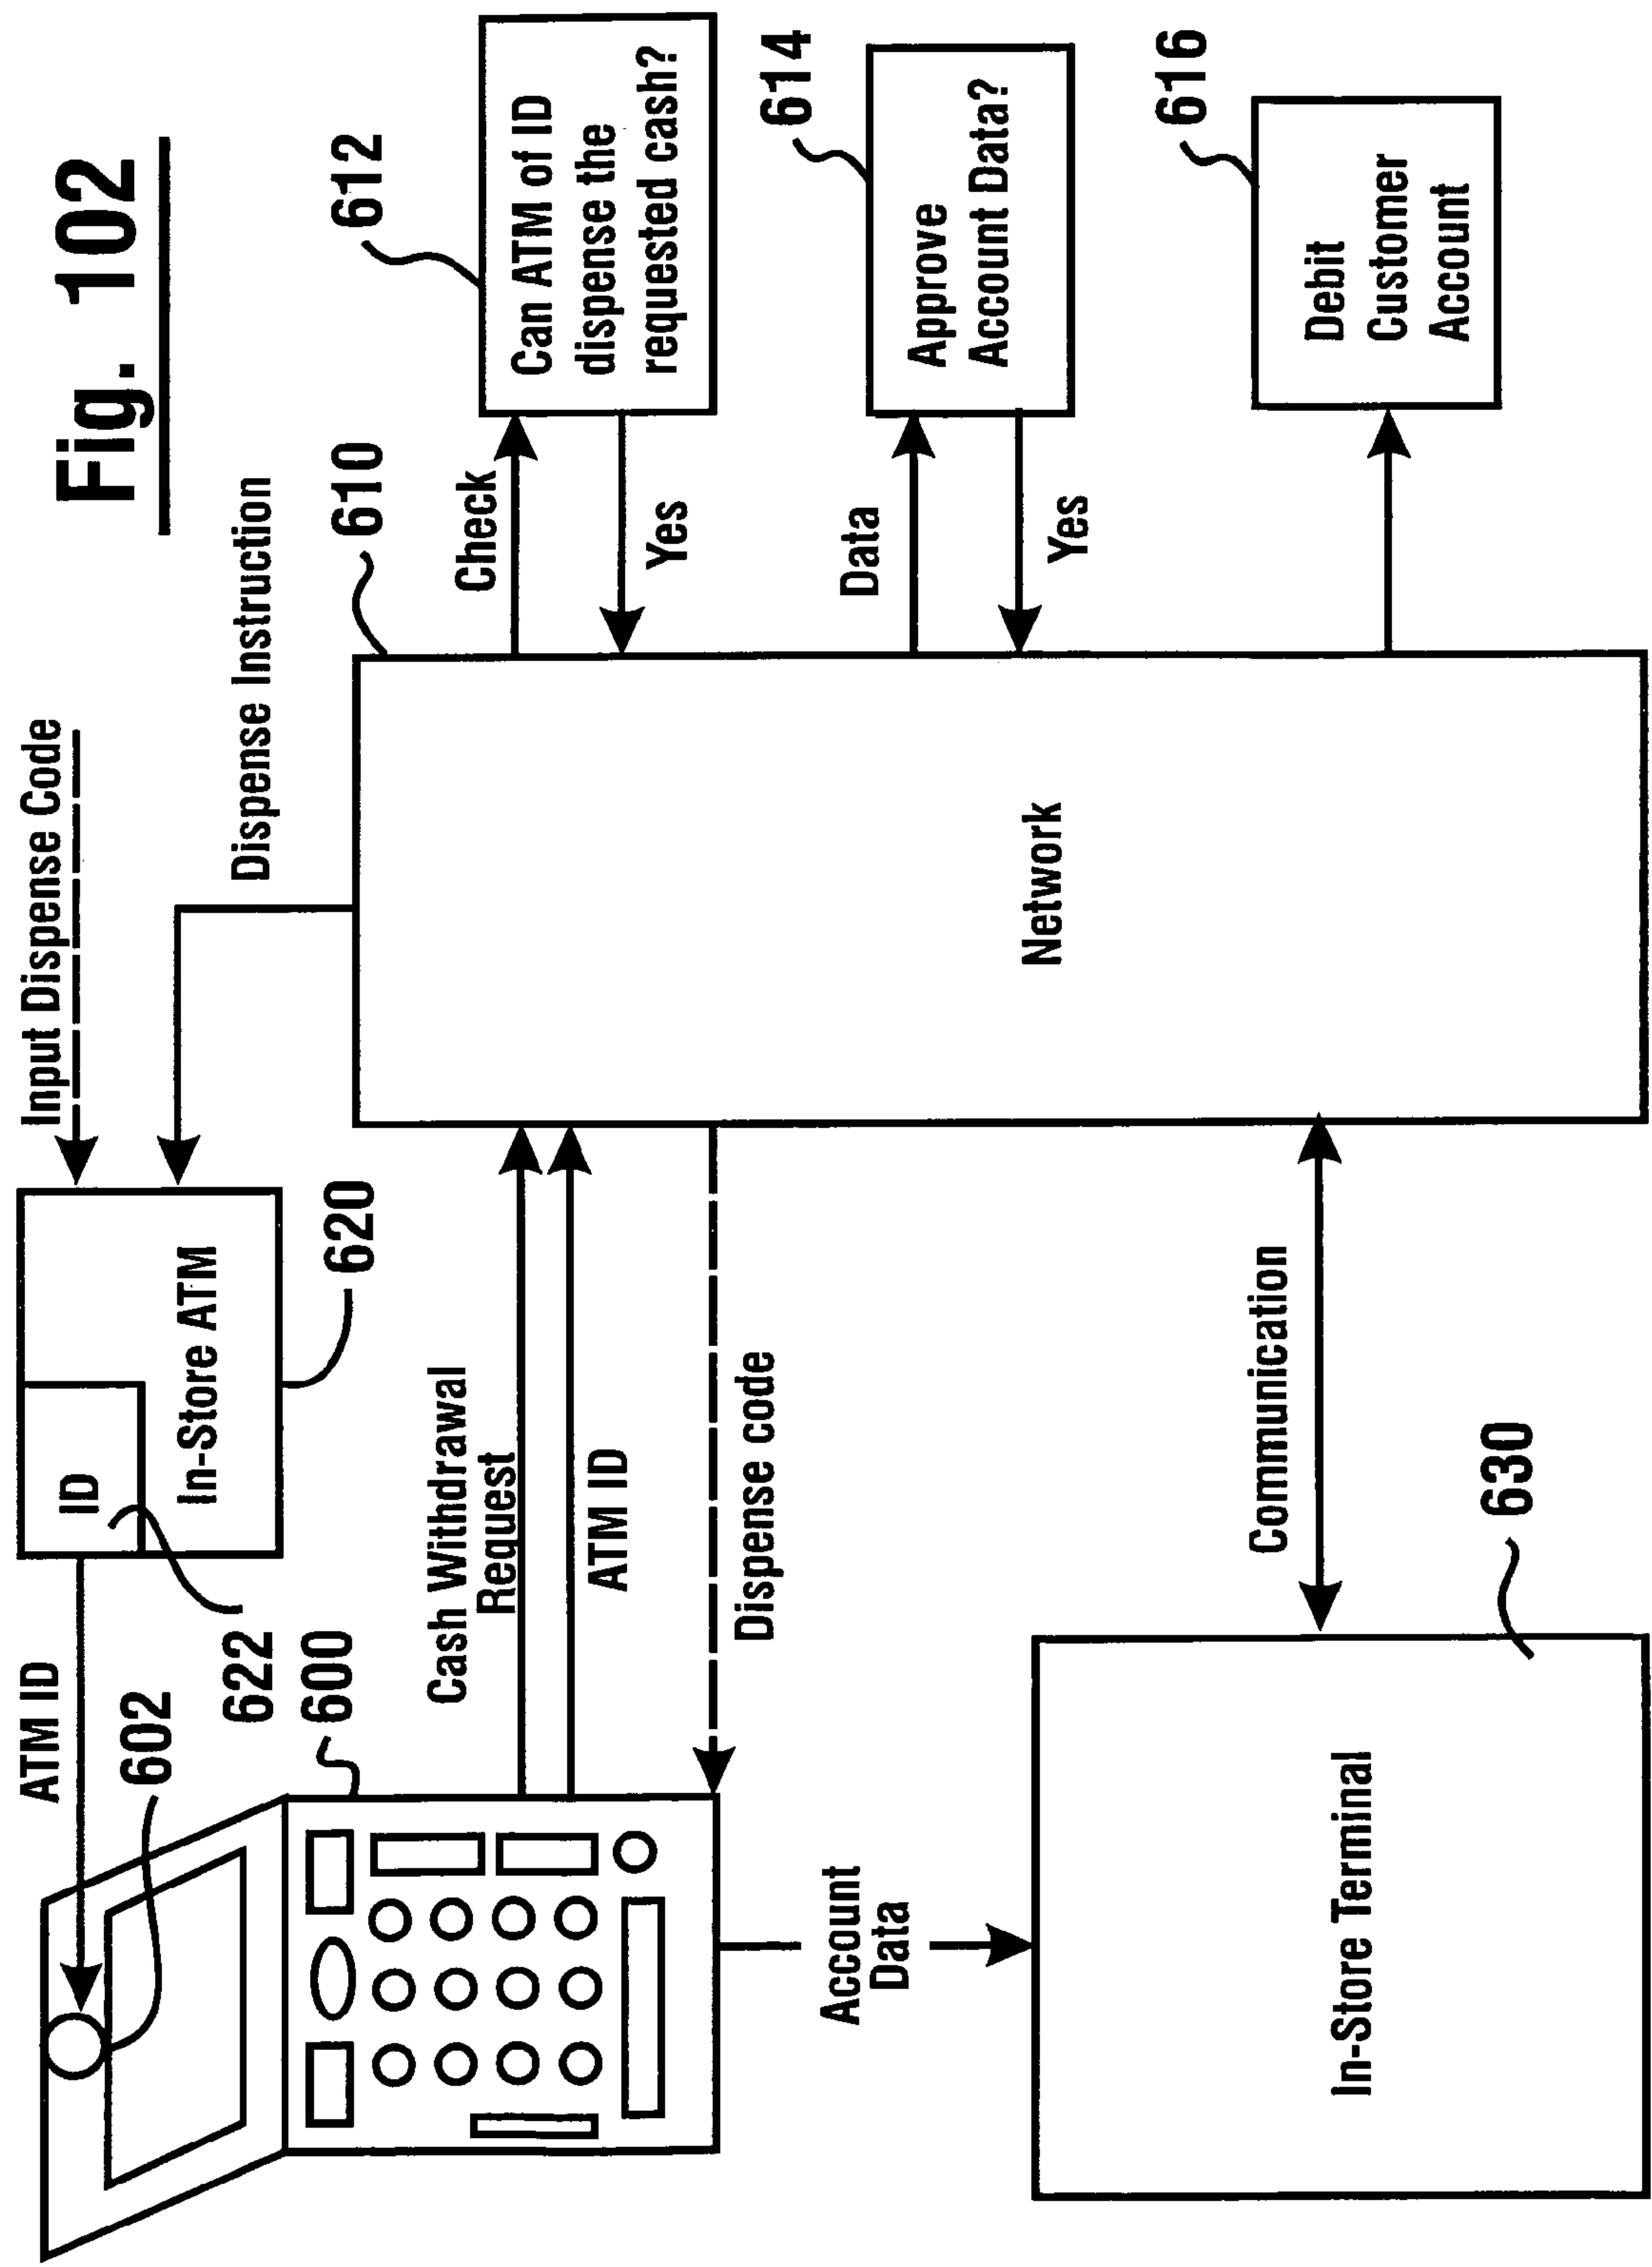 Fig. 102
Input Dispense Code
Dispense Instruction
ATM ID
602
ID
In-Store ATM
622
620
600
610
612
Cash Withdrawal
Request
ATM ID
Dispense code
Check
Can ATM of ID
dispense the
requested cash?
Yes
614
Network
Data
Approve
Account Data?
Yes
616
Account
Data
Communication
Debit
Customer
Account
In-Store Terminal
630